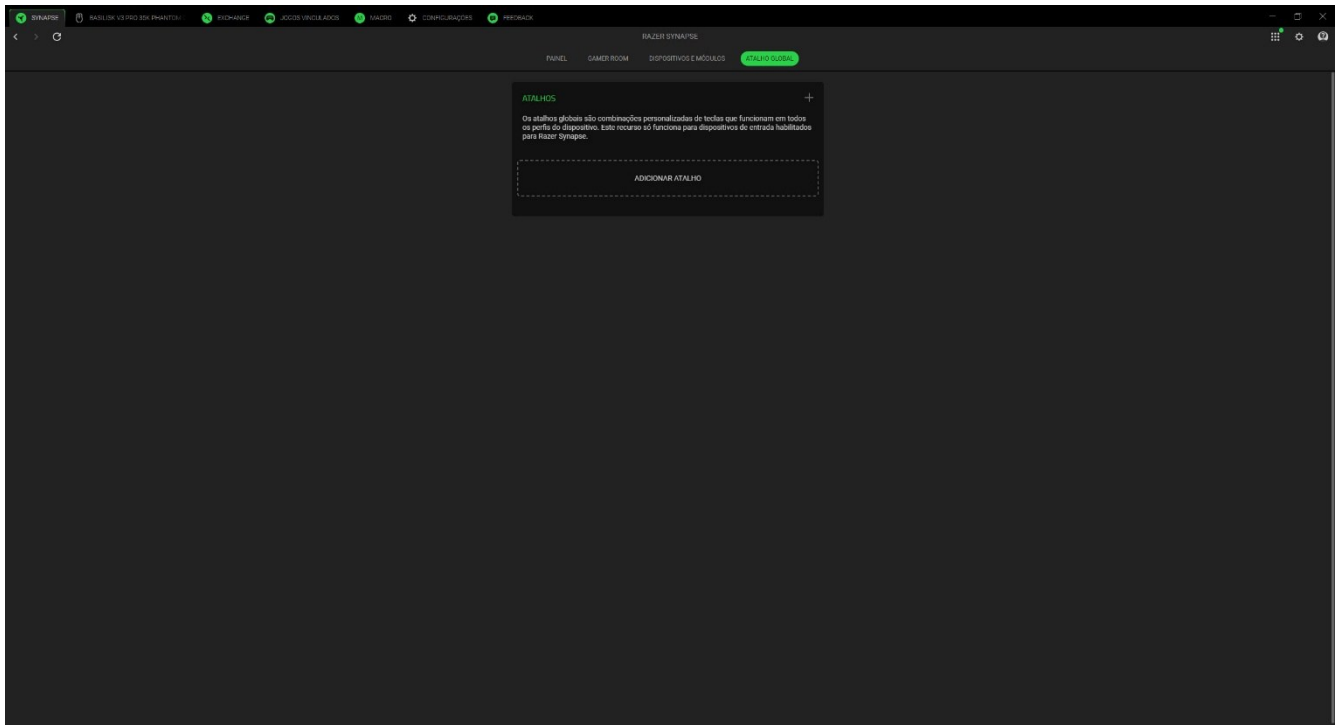 SYNAPSE BASILISK V3 PRO 35K PHANTOM EXCHANGE JOGOS VINCULADOS MACRO CONFIGURAÇÕES FEEDBACK
RAZER SYNAPSE
PAINEL GAMER ROOM DISPOSITIVOS E MÓDULOS ATALHO GLOBAL
ATALHOS
Os atalhos globais são combinações personalizadas de teclas que funcionam em todos
os perfis do dispositivo. Este recurso só funciona para dispositivos de entrada habilitados
para Razer Synapse.
ADICIONAR ATALHO